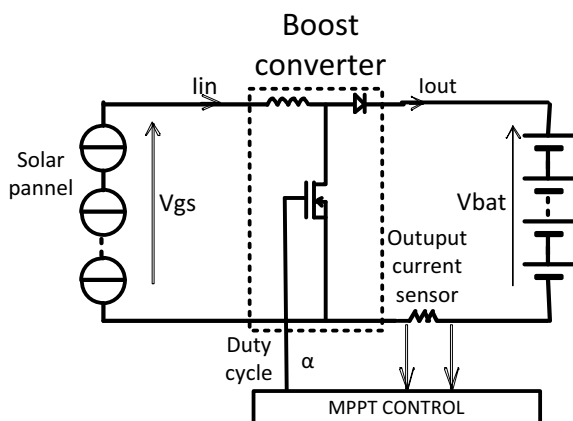 Boost
converter
Iin
Iout
Solar
pannel
Vgs
Vbat
Outuput
current
sensor
Duty
cycle
α
MPPT CONTROL